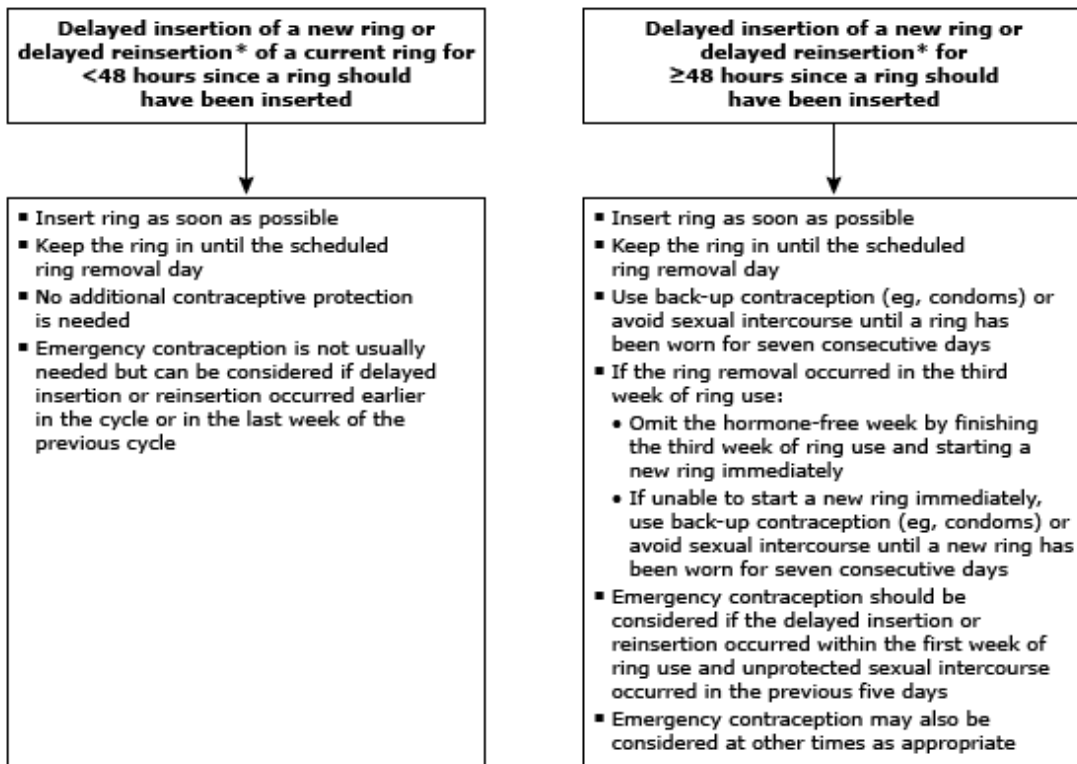 Delayed insertion of a new ring or
delayed reinsertion* of a current ring for
<48 hours since a ring should
have been inserted
▪ Insert ring as soon as possible
▪ Keep the ring in until the scheduled
ring removal day
▪ No additional contraceptive protection
is needed
▪ Emergency contraception is not usually
needed but can be considered if delayed
insertion or reinsertion occurred earlier
in the cycle or in the last week of the
previous cycle
Delayed insertion of a new ring or
delayed reinsertion* for
≥48 hours since a ring should
have been inserted
▪ Insert ring as soon as possible
▪ Keep the ring in until the scheduled
ring removal day
▪ Use back-up contraception (eg, condoms) or
avoid sexual intercourse until a ring has
been worn for seven consecutive days
▪ If the ring removal occurred in the third
week of ring use:
• Omit the hormone-free week by finishing
the third week of ring use and starting a
new ring immediately
• If unable to start a new ring immediately,
use back-up contraception (eg, condoms) or
avoid sexual intercourse until a new ring has
been worn for seven consecutive days
▪ Emergency contraception should be
considered if the delayed insertion or
reinsertion occurred within the first week of
ring use and unprotected sexual intercourse
occurred in the previous five days
▪ Emergency contraception may also be
considered at other times as appropriate